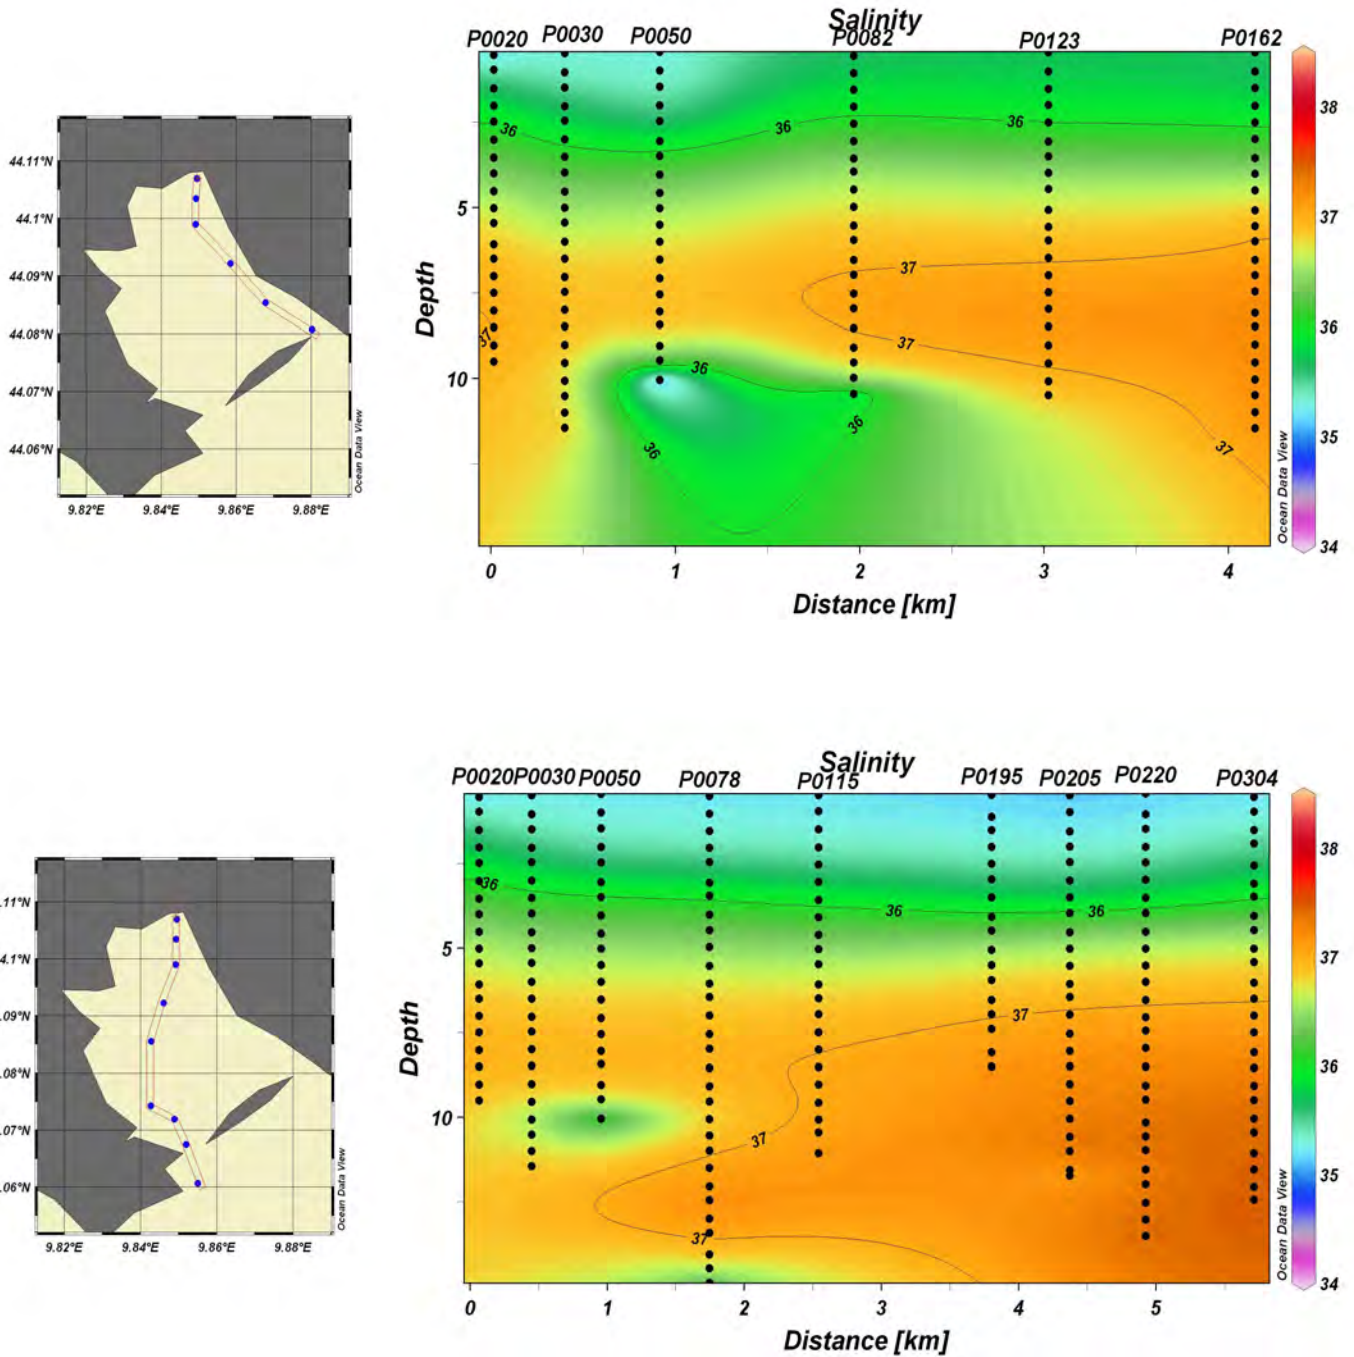 Salinity
P0020 P0030 P0050 P0082 P0123 P0162
36 36 36
37 37 37 37
36 36 36
5
10
Depth
0 1 2 3 4
Distance [km]
38
37
36
35
34
Ocean Data View
44.11°N
44.1°N
44.09°N
44.08°N
44.07°N
44.06°N
9.82°E 9.84°E 9.86°E 9.88°E
Ocean Data View
Salinity
P0020 P0030 P0050 P0078 P0115 P0195 P0205 P0220 P0304
36 36 36
37 37 37
5
10
Depth
0 1 2 3 4 5
Distance [km]
38
37
36
35
34
Ocean Data View
.11°N
4.1°N
.09°N
.08°N
.07°N
.06°N
9.82°E 9.84°E 9.86°E 9.88°E
Ocean Data View